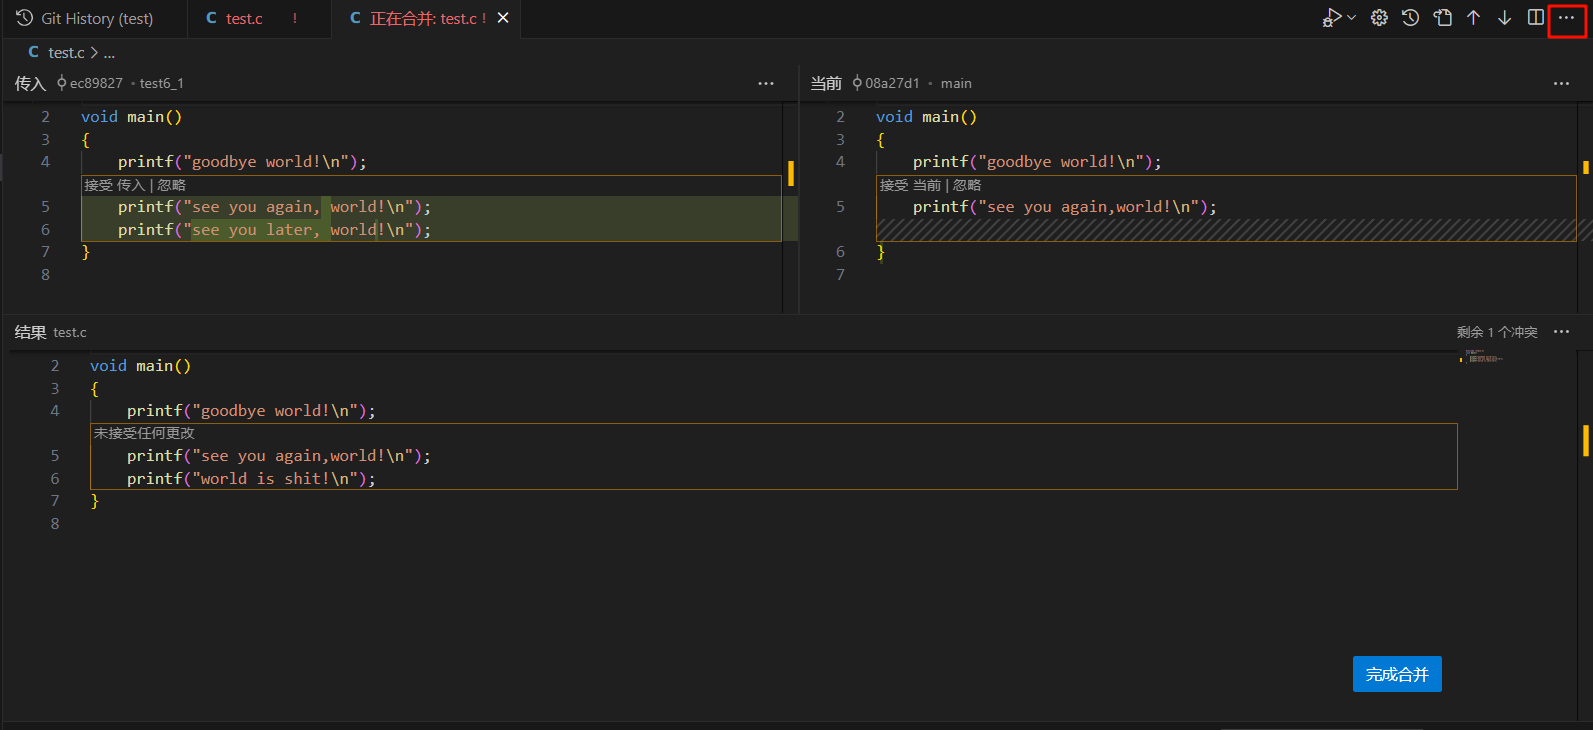 Git History (test)
C test.c !
C 正在合并: test.c !
C test.c > ...
传入 ec89827 • test6_1
2 void main()
3 {
4 printf("goodbye world!\n");
接受 传入 | 忽略
5 printf("see you again, world!\n");
6 printf("see you later, world!\n");
7 }
8
当前 08a27d1 • main
2 void main()
3 {
4 printf("goodbye world!\n");
接受 当前 | 忽略
5 printf("see you again,world!\n");
6 }
7
结果 test.c
剩余 1 个冲突
2 void main()
3 {
4 printf("goodbye world!\n");
未接受任何更改
5 printf("see you again,world!\n");
6 printf("world is shit!\n");
7 }
8
完成合并